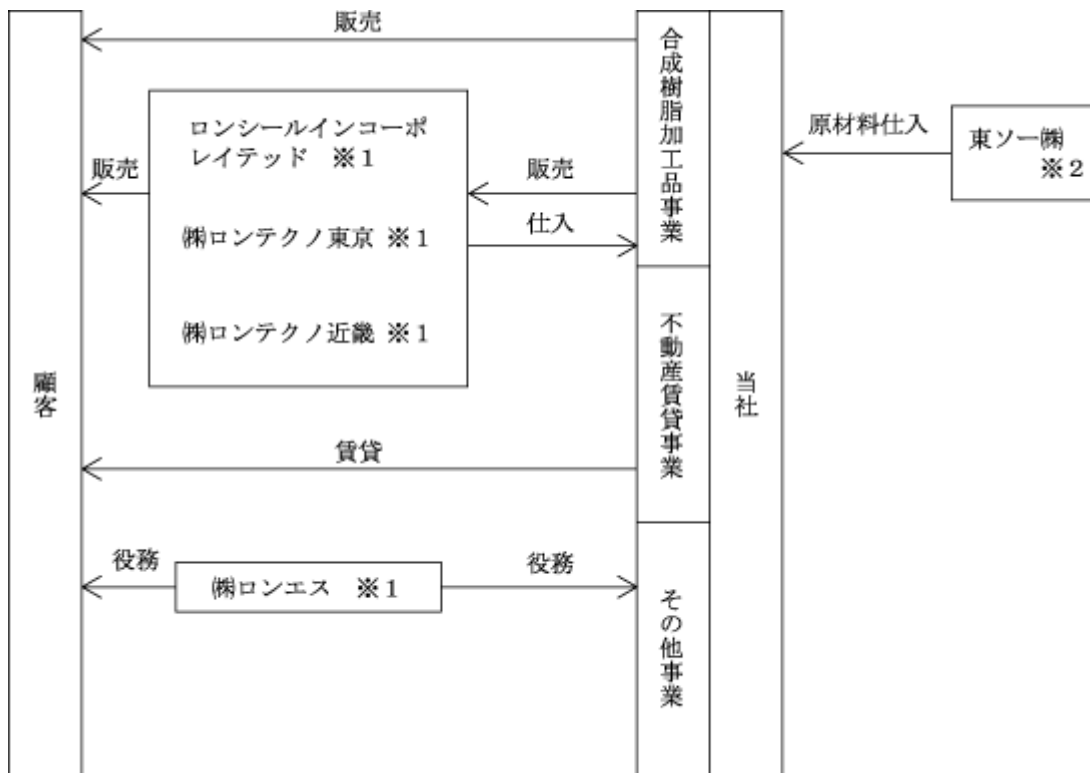 販売
合成樹脂加工品事業
ロンシールインコーポ
レイテッド ※1
原材料仕入
東ソー㈱
※2
販売
販売
仕入
㈱ロンテクノ東京 ※1
㈱ロンテクノ近畿 ※1
不動産賃貸事業
顧客
当社
賃貸
役務
役務
㈱ロンエス ※1
その他事業